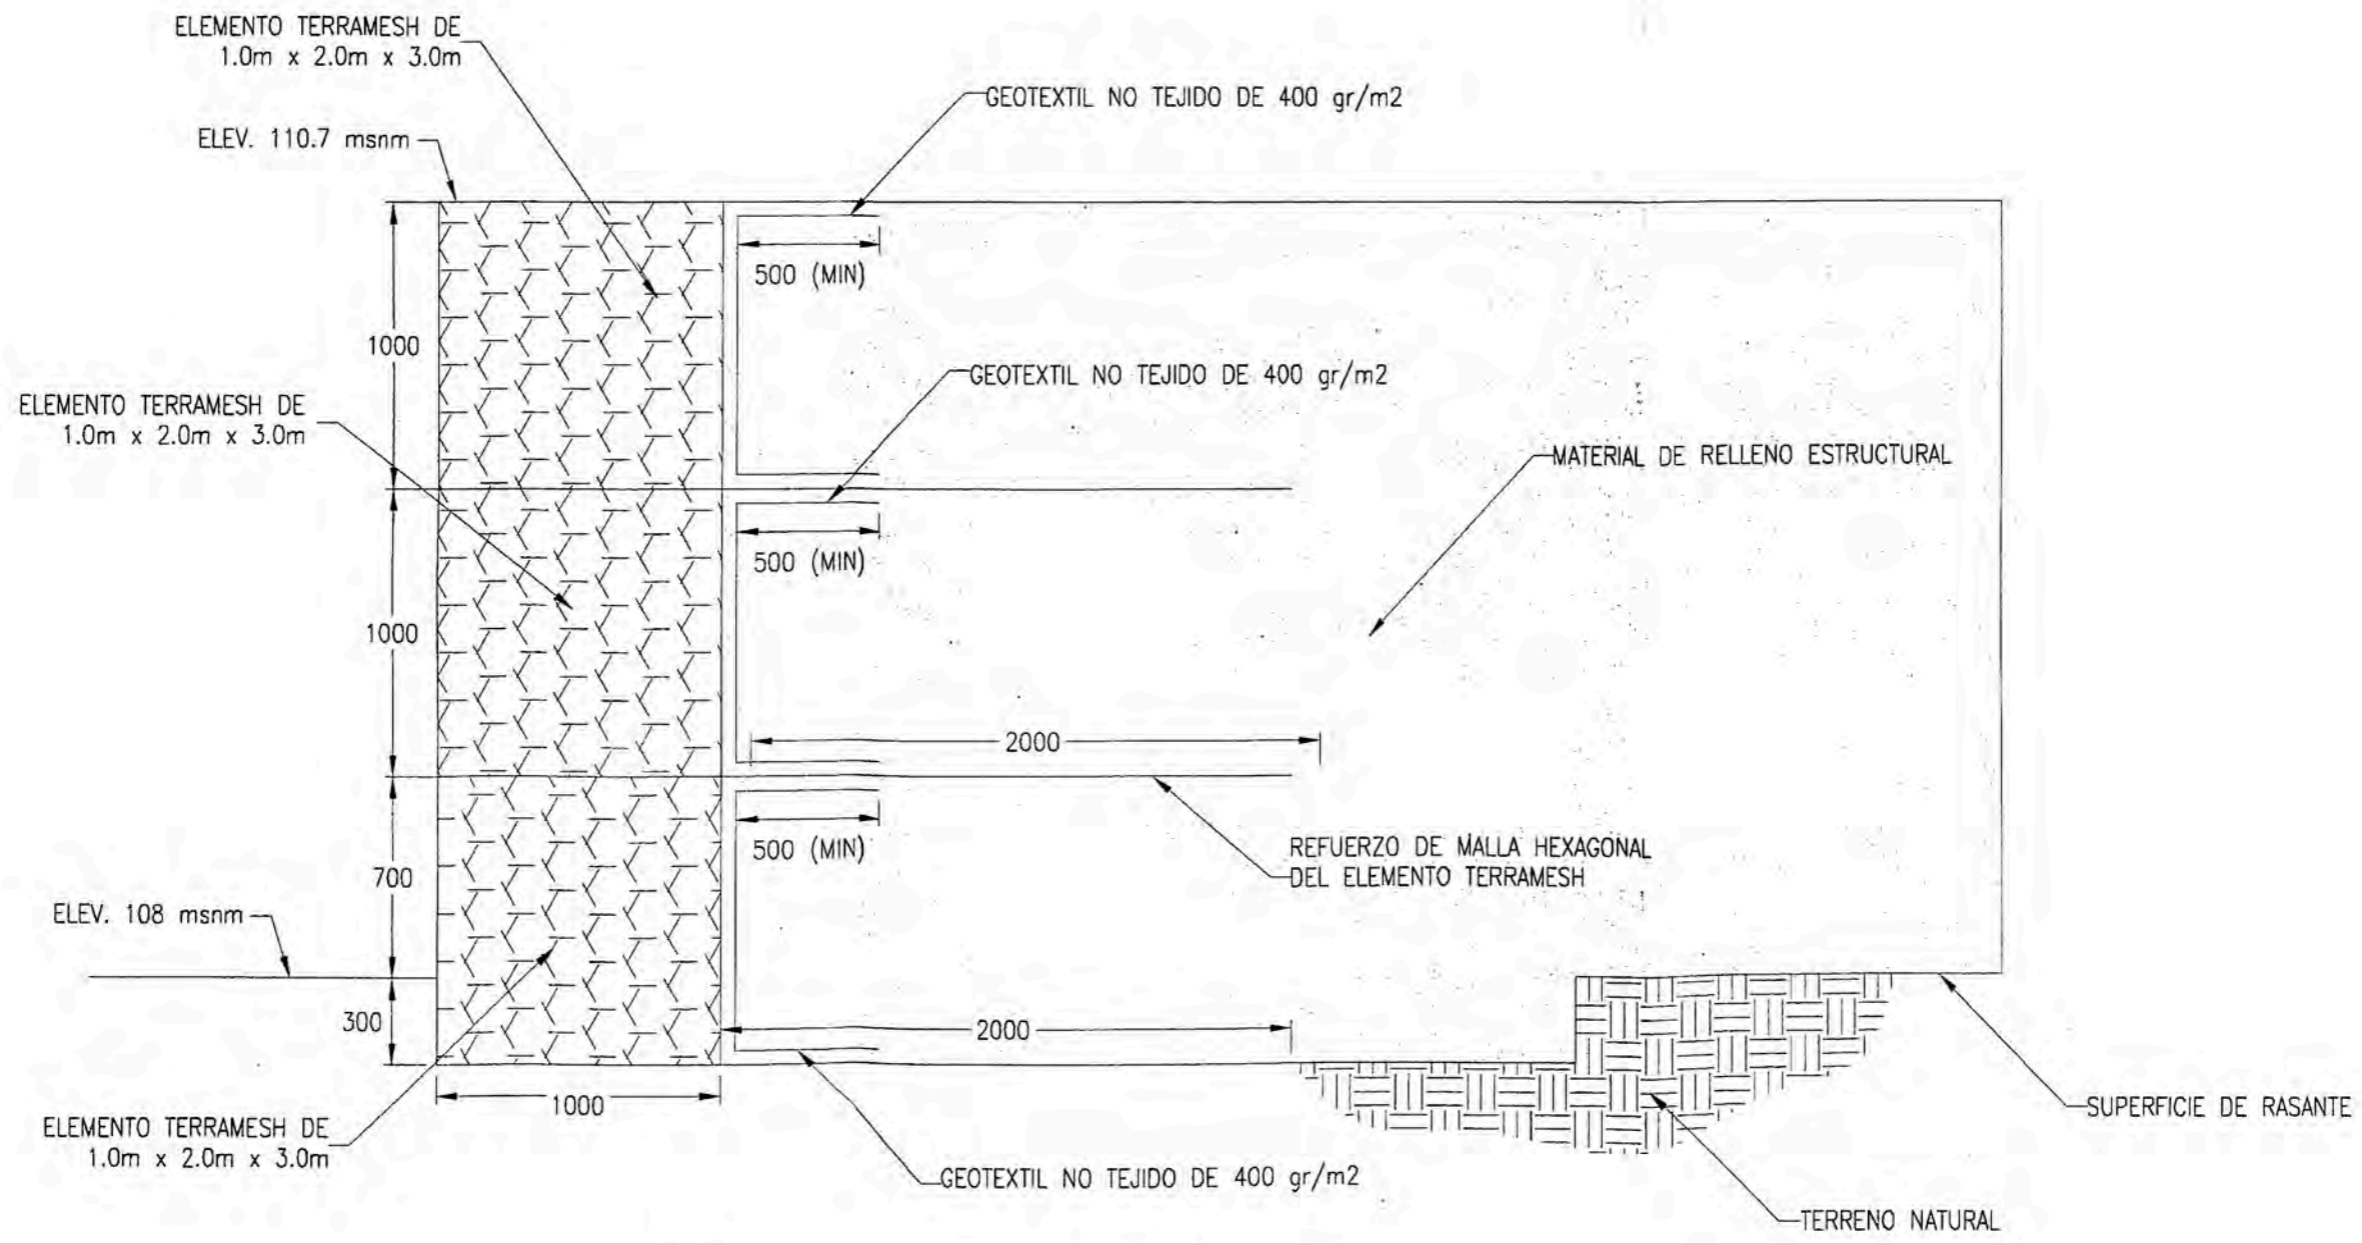 ELEMENTO TERRAMESH DE
1.0m x 2.0m x 3.0m
GEOTEXTIL NO TEJIDO DE 400 gr/m2
ELEV. 110.7 msnm
500 (MIN)
1000
GEOTEXTIL NO TEJIDO DE 400 gr/m2
ELEMENTO TERRAMESH DE
1.0m x 2.0m x 3.0m
MATERIAL DE RELLENO ESTRUCTURAL
500 (MIN)
1000
2000
500 (MIN)
REFUERZO DE MALLA HEXAGONAL
DEL ELEMENTO TERRAMESH
700
ELEV. 108 msnm
300
2000
1000
SUPERFICIE DE RASANTE
ELEMENTO TERRAMESH DE
1.0m x 2.0m x 3.0m
GEOTEXTIL NO TEJIDO DE 400 gr/m2
TERRENO NATURAL